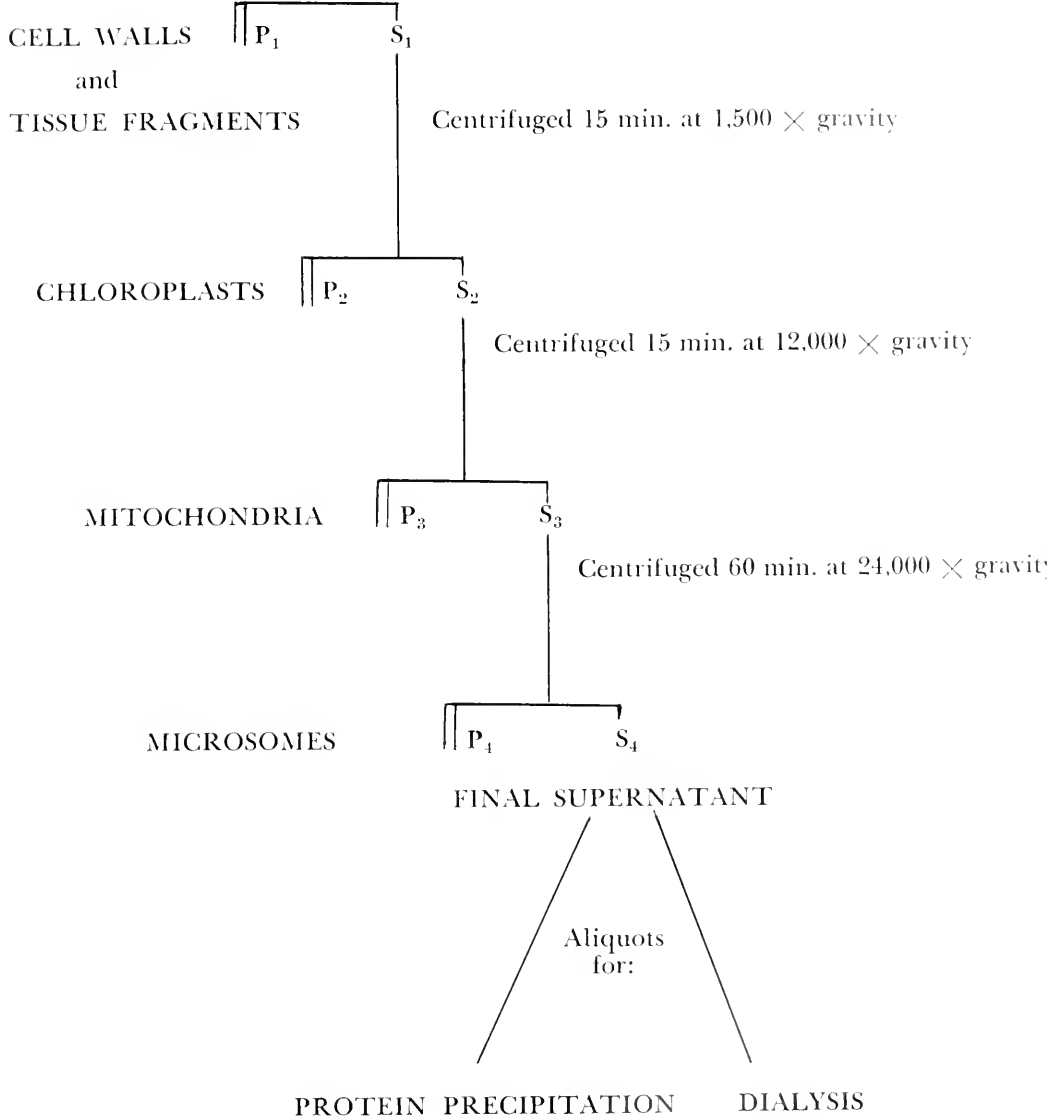 CELL WALLS P₁ S₁
and
TISSUE FRAGMENTS Centrifuged 15 min. at 1,500 × gravity
CHLOROPLASTS P₂ S₂
Centrifuged 15 min. at 12,000 × gravity
MITOCHONDRIA P₃ S₃
Centrifuged 60 min. at 24,000 × gravity
MICROSOMES P₄ S₄
FINAL SUPERNATANT
Aliquots
for:
PROTEIN PRECIPITATION DIALYSIS